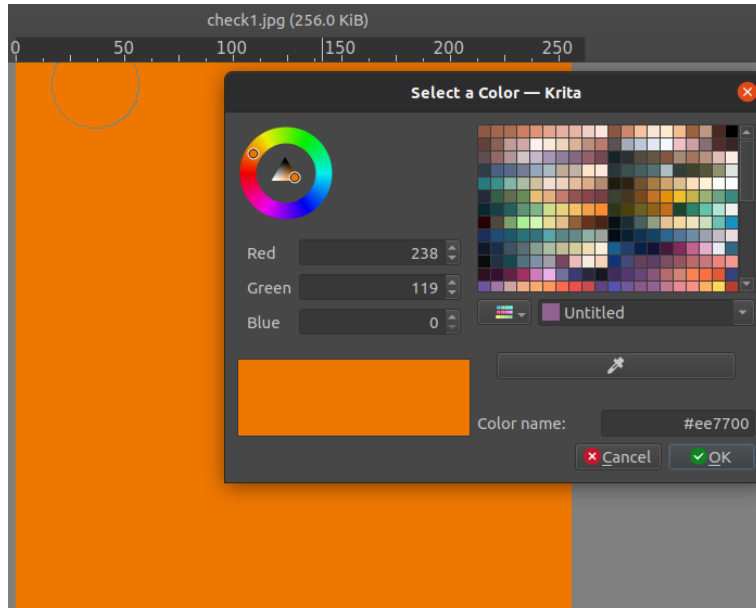 check1.jpg (256.0 KiB)
0 50 100 150 200 250
Select a Color — Krita
Red 238
Green 119
Blue 0
Untitled
Color name: #ee7700
Cancel OK